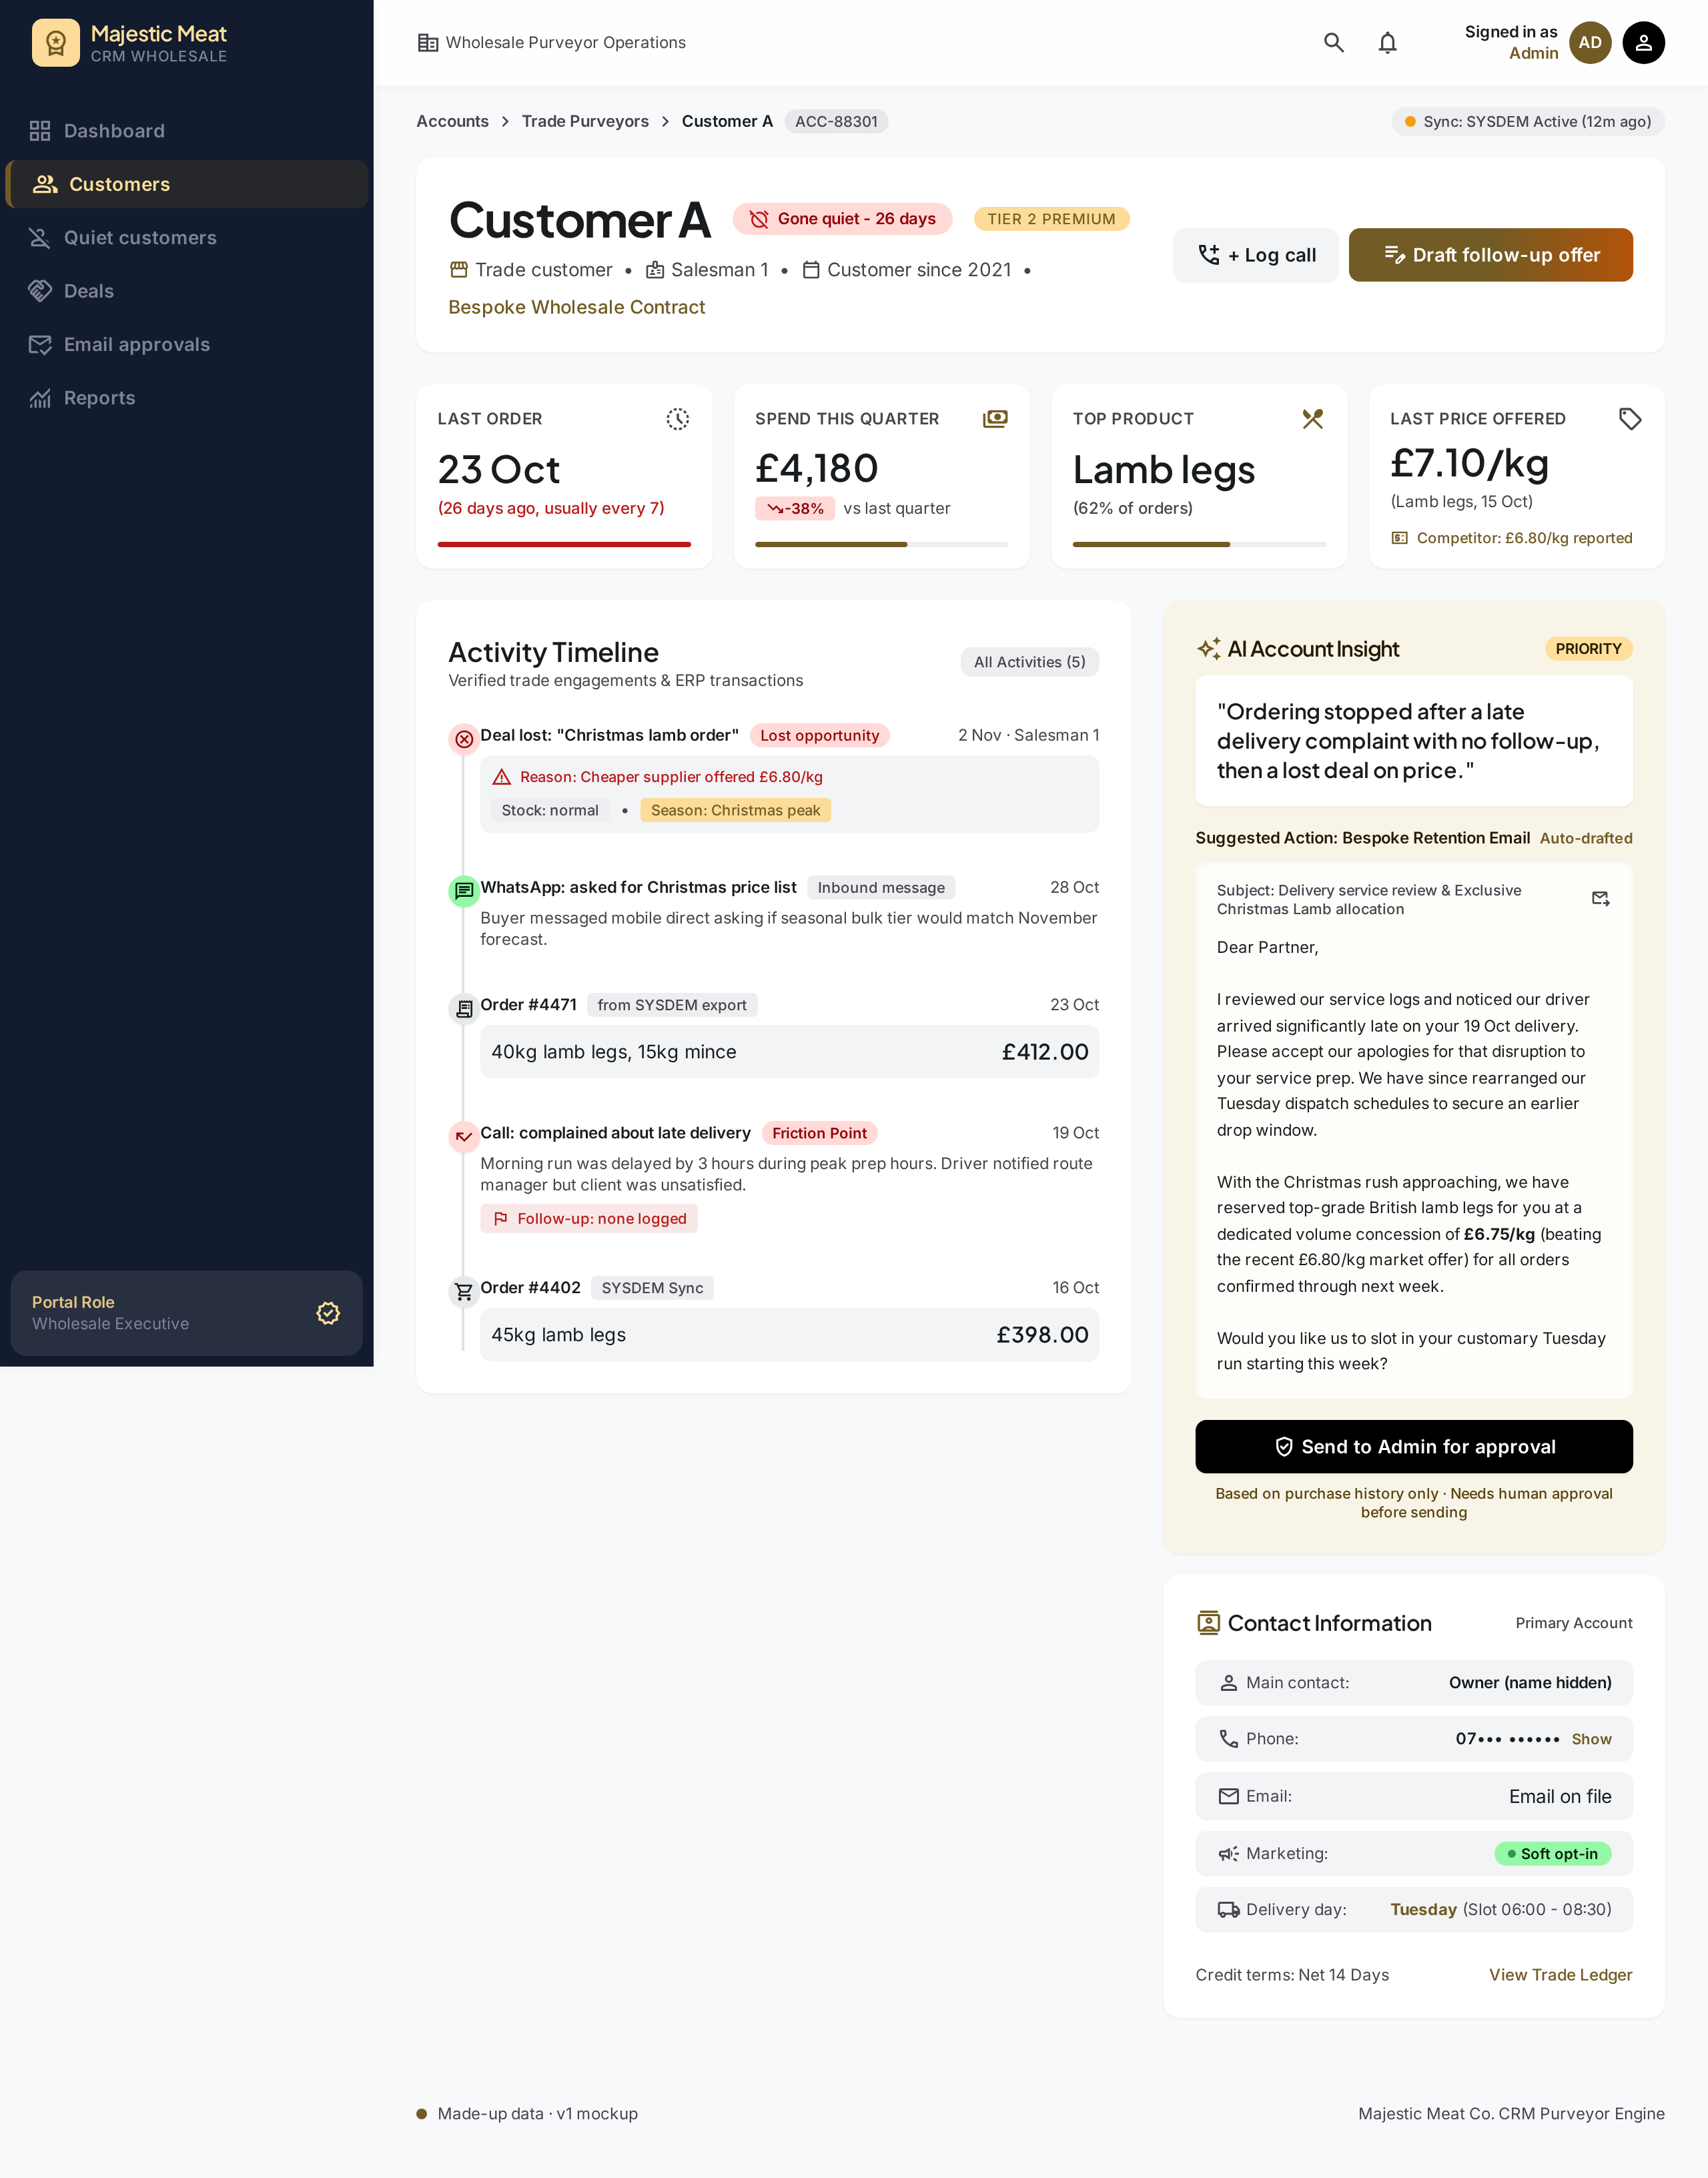 Majestic Meat
CRM WHOLESALE
Dashboard
Customers
Quiet customers
Deals
Email approvals
Reports
Portal Role
Wholesale Executive
Wholesale Purveyor Operations
Signed in as
Admin
AD
Accounts > Trade Purveyors > Customer A ACC-88301
Sync: SYSDEM Active (12m ago)
Customer A
Gone quiet - 26 days
TIER 2 PREMIUM
Trade customer • Salesman 1 • Customer since 2021 •
Bespoke Wholesale Contract
+ Log call
Draft follow-up offer
LAST ORDER
23 Oct
(26 days ago, usually every 7)
SPEND THIS QUARTER
£4,180
-38% vs last quarter
TOP PRODUCT
Lamb legs
(62% of orders)
LAST PRICE OFFERED
£7.10/kg
(Lamb legs, 15 Oct)
Competitor: £6.80/kg reported
Activity Timeline
Verified trade engagements & ERP transactions
All Activities (5)
Deal lost: "Christmas lamb order" Lost opportunity 2 Nov · Salesman 1
Reason: Cheaper supplier offered £6.80/kg
Stock: normal • Season: Christmas peak
WhatsApp: asked for Christmas price list Inbound message 28 Oct
Buyer messaged mobile direct asking if seasonal bulk tier would match November
forecast.
Order #4471 from SYSDEM export 23 Oct
40kg lamb legs, 15kg mince £412.00
Call: complained about late delivery Friction Point 19 Oct
Morning run was delayed by 3 hours during peak prep hours. Driver notified route
manager but client was unsatisfied.
Follow-up: none logged
Order #4402 SYSDEM Sync 16 Oct
45kg lamb legs £398.00
AI Account Insight
PRIORITY
"Ordering stopped after a late
delivery complaint with no follow-up,
then a lost deal on price."
Suggested Action: Bespoke Retention Email Auto-drafted
Subject: Delivery service review & Exclusive
Christmas Lamb allocation
Dear Partner,
I reviewed our service logs and noticed our driver
arrived significantly late on your 19 Oct delivery.
Please accept our apologies for that disruption to
your service prep. We have since rearranged our
Tuesday dispatch schedules to secure an earlier
drop window.
With the Christmas rush approaching, we have
reserved top-grade British lamb legs for you at a
dedicated volume concession of £6.75/kg (beating
the recent £6.80/kg market offer) for all orders
confirmed through next week.
Would you like us to slot in your customary Tuesday
run starting this week?
Send to Admin for approval
Based on purchase history only · Needs human approval
before sending
Contact Information
Primary Account
Main contact: Owner (name hidden)
Phone: 07••• •••••• Show
Email: Email on file
Marketing: Soft opt-in
Delivery day: Tuesday (Slot 06:00 - 08:30)
Credit terms: Net 14 Days
View Trade Ledger
Made-up data · v1 mockup
Majestic Meat Co. CRM Purveyor Engine